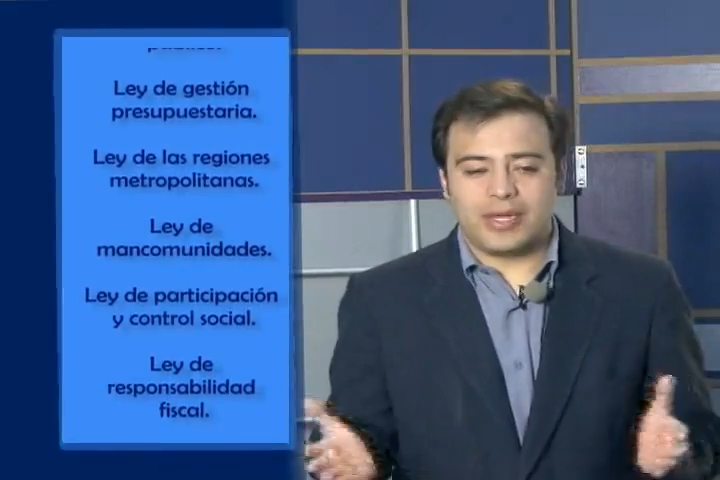 Ley de gestión
presupuestaria.
Ley de las regiones
metropolitanas.
Ley de
mancomunidades.
Ley de participación
y control social.
Ley de
responsabilidad
fiscal.